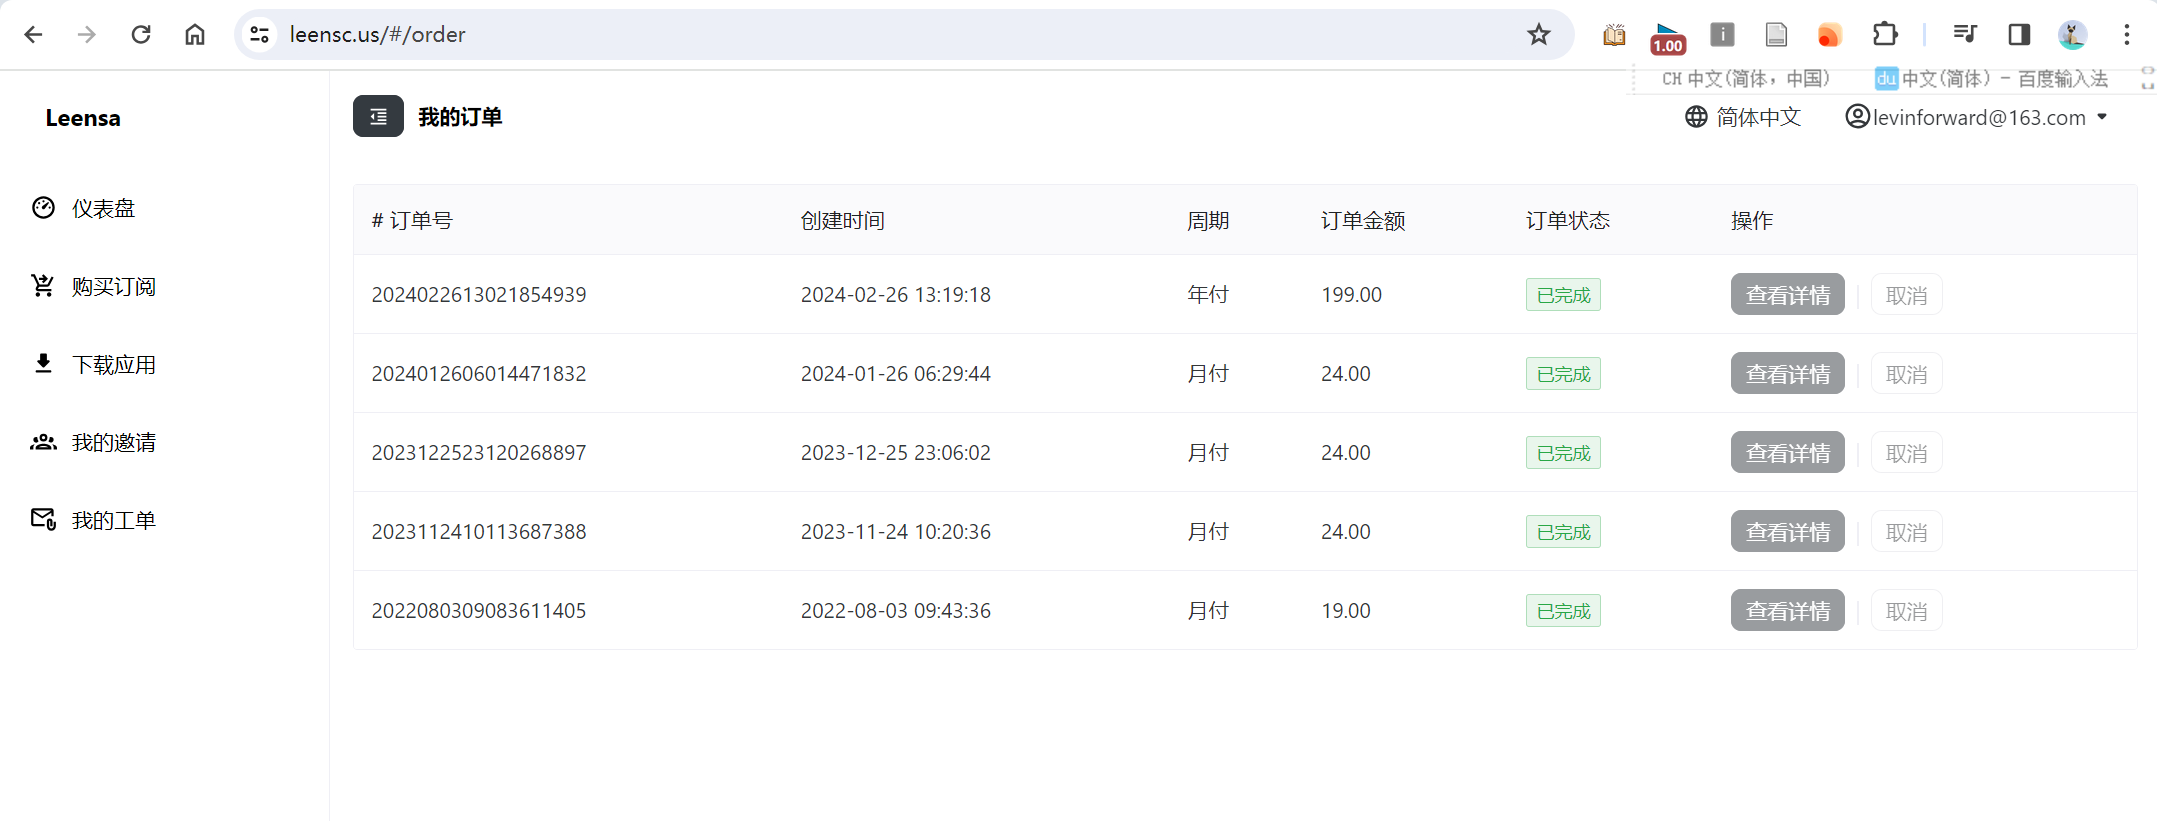 leensc.us/#/order
1.00
CH 中文(简体，中国)
du 中文(简体) - 百度输入法
Leensa
我的订单
简体中文
levinforward@163.com
仪表盘
购买订阅
下载应用
我的邀请
我的工单
# 订单号 创建时间 周期 订单金额 订单状态 操作
2024022613021854939 2024-02-26 13:19:18 年付 199.00 已完成 查看详情 取消
2024012606014471832 2024-01-26 06:29:44 月付 24.00 已完成 查看详情 取消
2023122523120268897 2023-12-25 23:06:02 月付 24.00 已完成 查看详情 取消
2023112410113687388 2023-11-24 10:20:36 月付 24.00 已完成 查看详情 取消
2022080309083611405 2022-08-03 09:43:36 月付 19.00 已完成 查看详情 取消